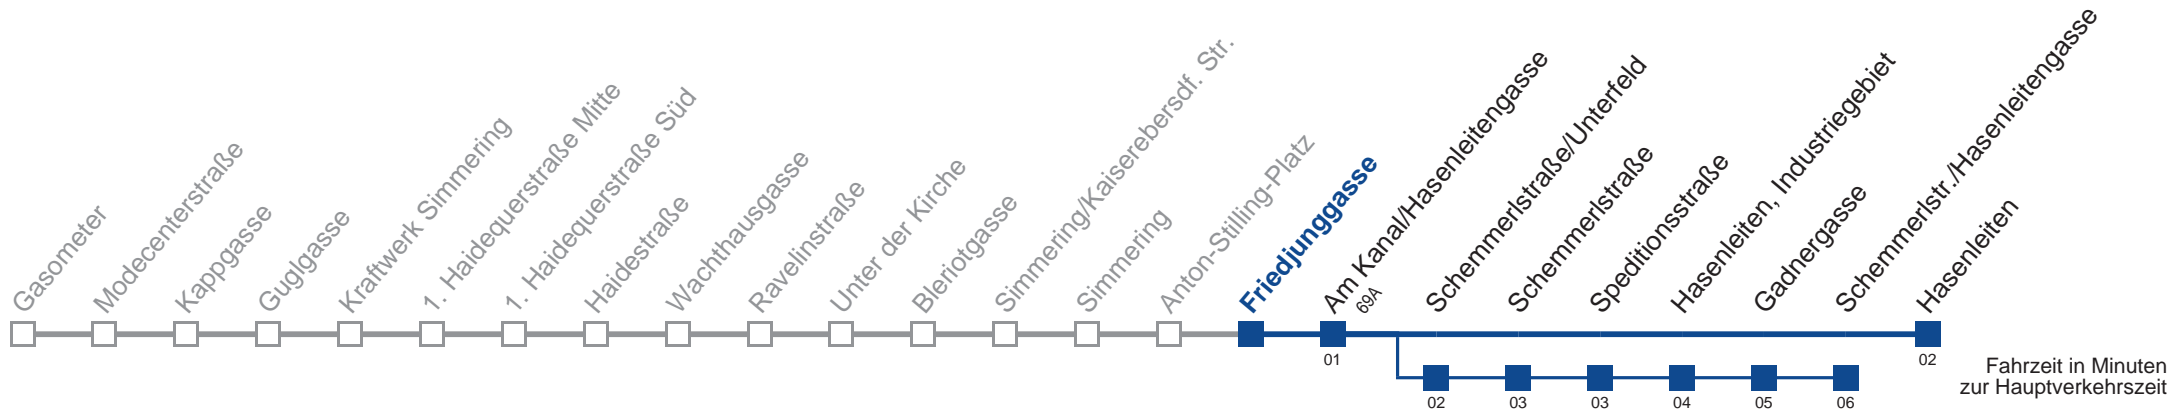 Gasometer
Modecenterstraße
Kappgasse
Guglgasse
Kraftwerk Simmering
1. Haidequerstraße Mitte
1. Haidequerstraße Süd
Haidestraße
Wachthausgasse
Ravelinstraße
Unter der Kirche
Bleriotgasse
Simmering/Kaiserebersdf. Str.
Simmering
Anton-Stilling-Platz
Friedjunggasse
Am Kanal/Hasenleitengasse
69A
Schemmerlstraße/Unterfeld
Schemmerlstraße
Speditionsstraße
Hasenleiten, Industriegebiet
Gadnergasse
Schemmerlstr./Hasenleitengasse
Hasenleiten
01
02
02
03
03
04
05
06
Fahrzeit in Minuten
zur Hauptverkehrszeit